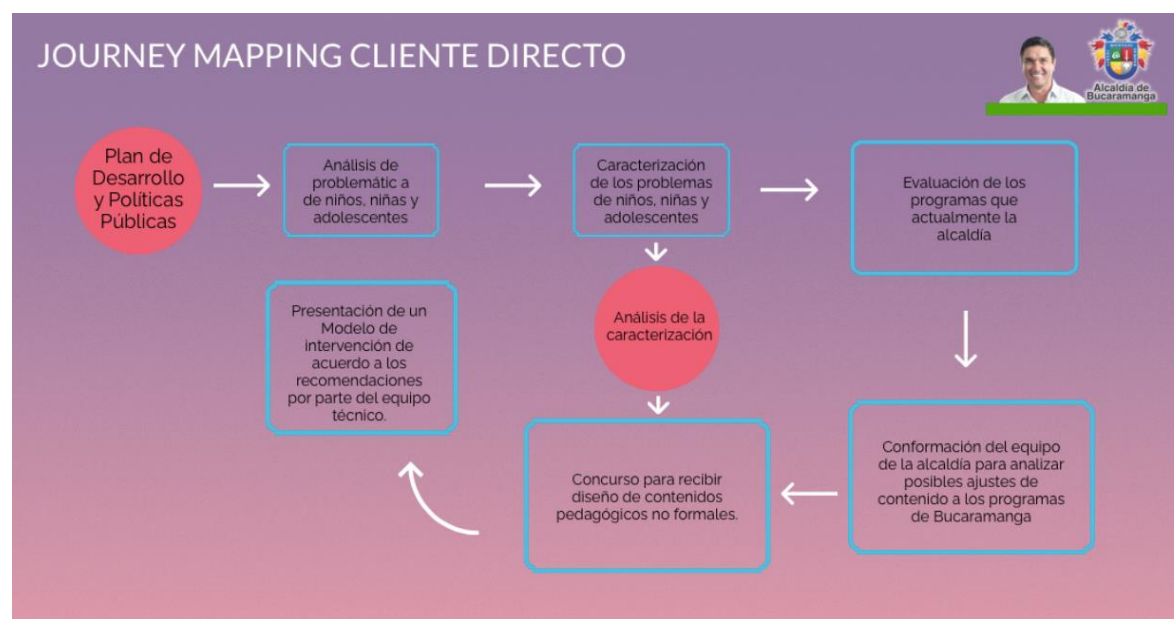 JOURNEY MAPPING CLIENTE DIRECTO
Alcaldía de
Bucaramanga
Plan de
Desarrollo
y Políticas
Públicas
Análisis de
problemátic a
de niños, niñas y
adolescentes
Caracterización
de los problemas
de niños, niñas y
adolescentes
Evaluación de los
programas que
actualmente la
alcaldía
Análisis de la
caracterización
Presentación de un
Modelo de
intervención de
acuerdo a los
recomendaciones
por parte del equipo
técnico.
Concurso para recibir
diseño de contenidos
pedagógicos no formales.
Conformación del equipo
de la alcaldía para analizar
posibles ajustes de
contenido a los programas
de Bucaramanga